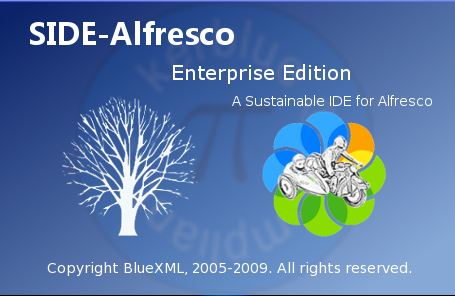 SIDE-Alfresco
Enterprise Edition
A Sustainable IDE for Alfresco
Copyright BlueXML, 2005-2009. All rights reserved.